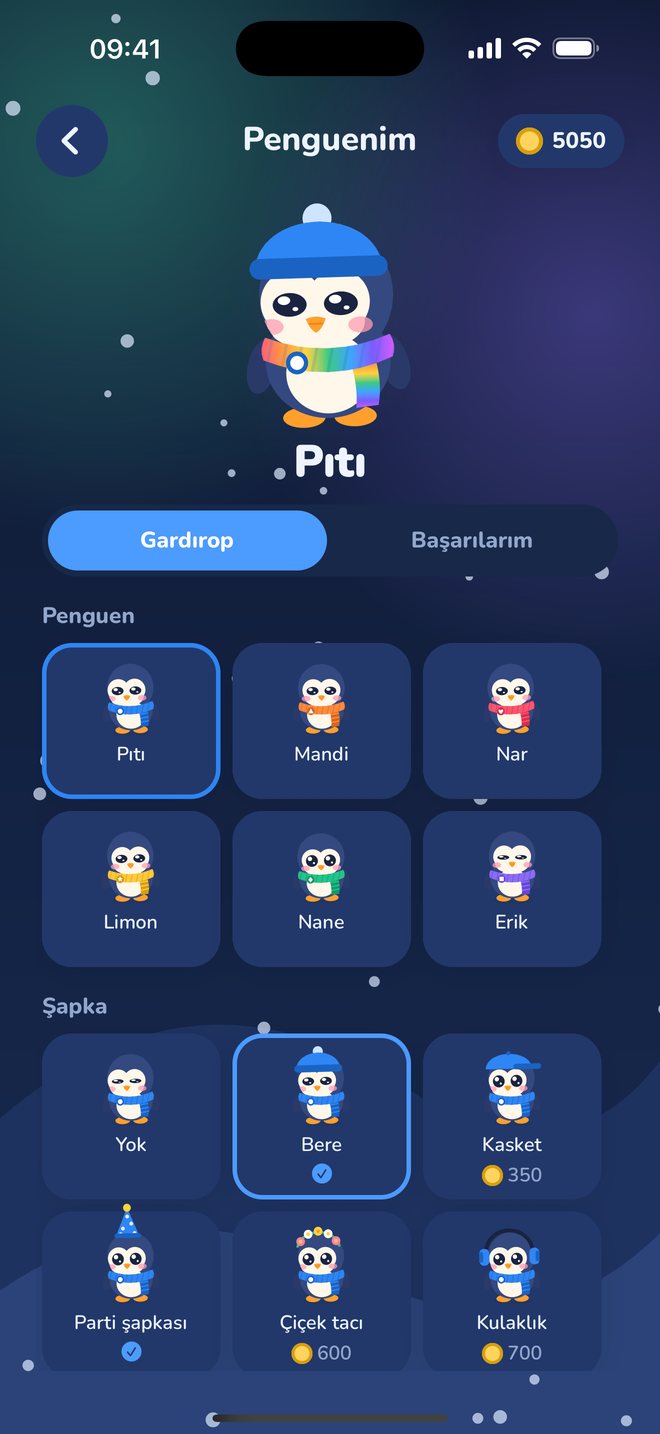 09:41
Penguenim
5050
Pıtı
Gardırop
Başarılarım
Penguen
Pıtı
Mandi
Nar
Limon
Nane
Erik
Şapka
Yok
Bere
Kasket
350
Parti şapkası
Çiçek tacı
Kulaklık
600
700